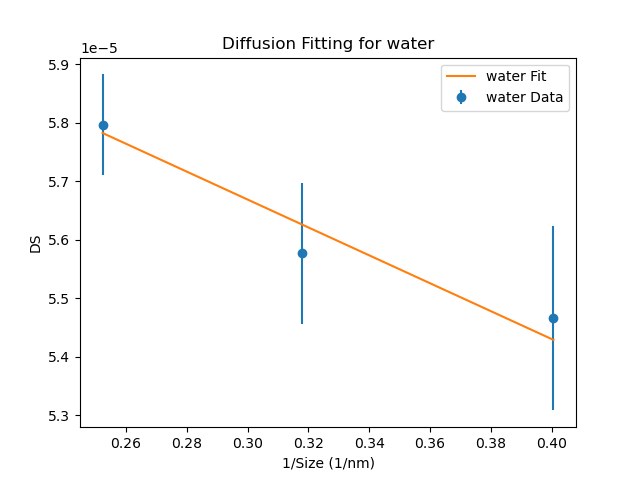 Diffusion Fitting for water
1e−5
5.9
5.8
5.7
5.6
5.5
5.4
5.3
DS
water Fit
water Data
0.26 0.28 0.30 0.32 0.34 0.36 0.38 0.40
1/Size (1/nm)